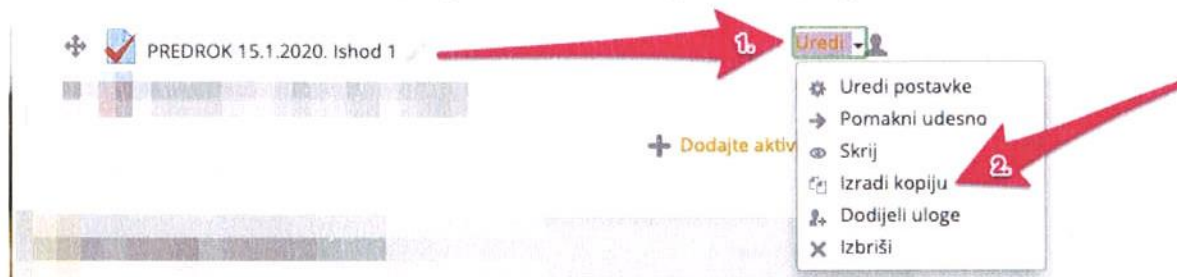 PREDROK 15.1.2020. Ishod 1
1.
Uredi
Uredi postavke
Pomakni udesno
Skrij
2.
Izradi kopiju
Dodijeli uloge
Izbriši
Dodajte aktiv